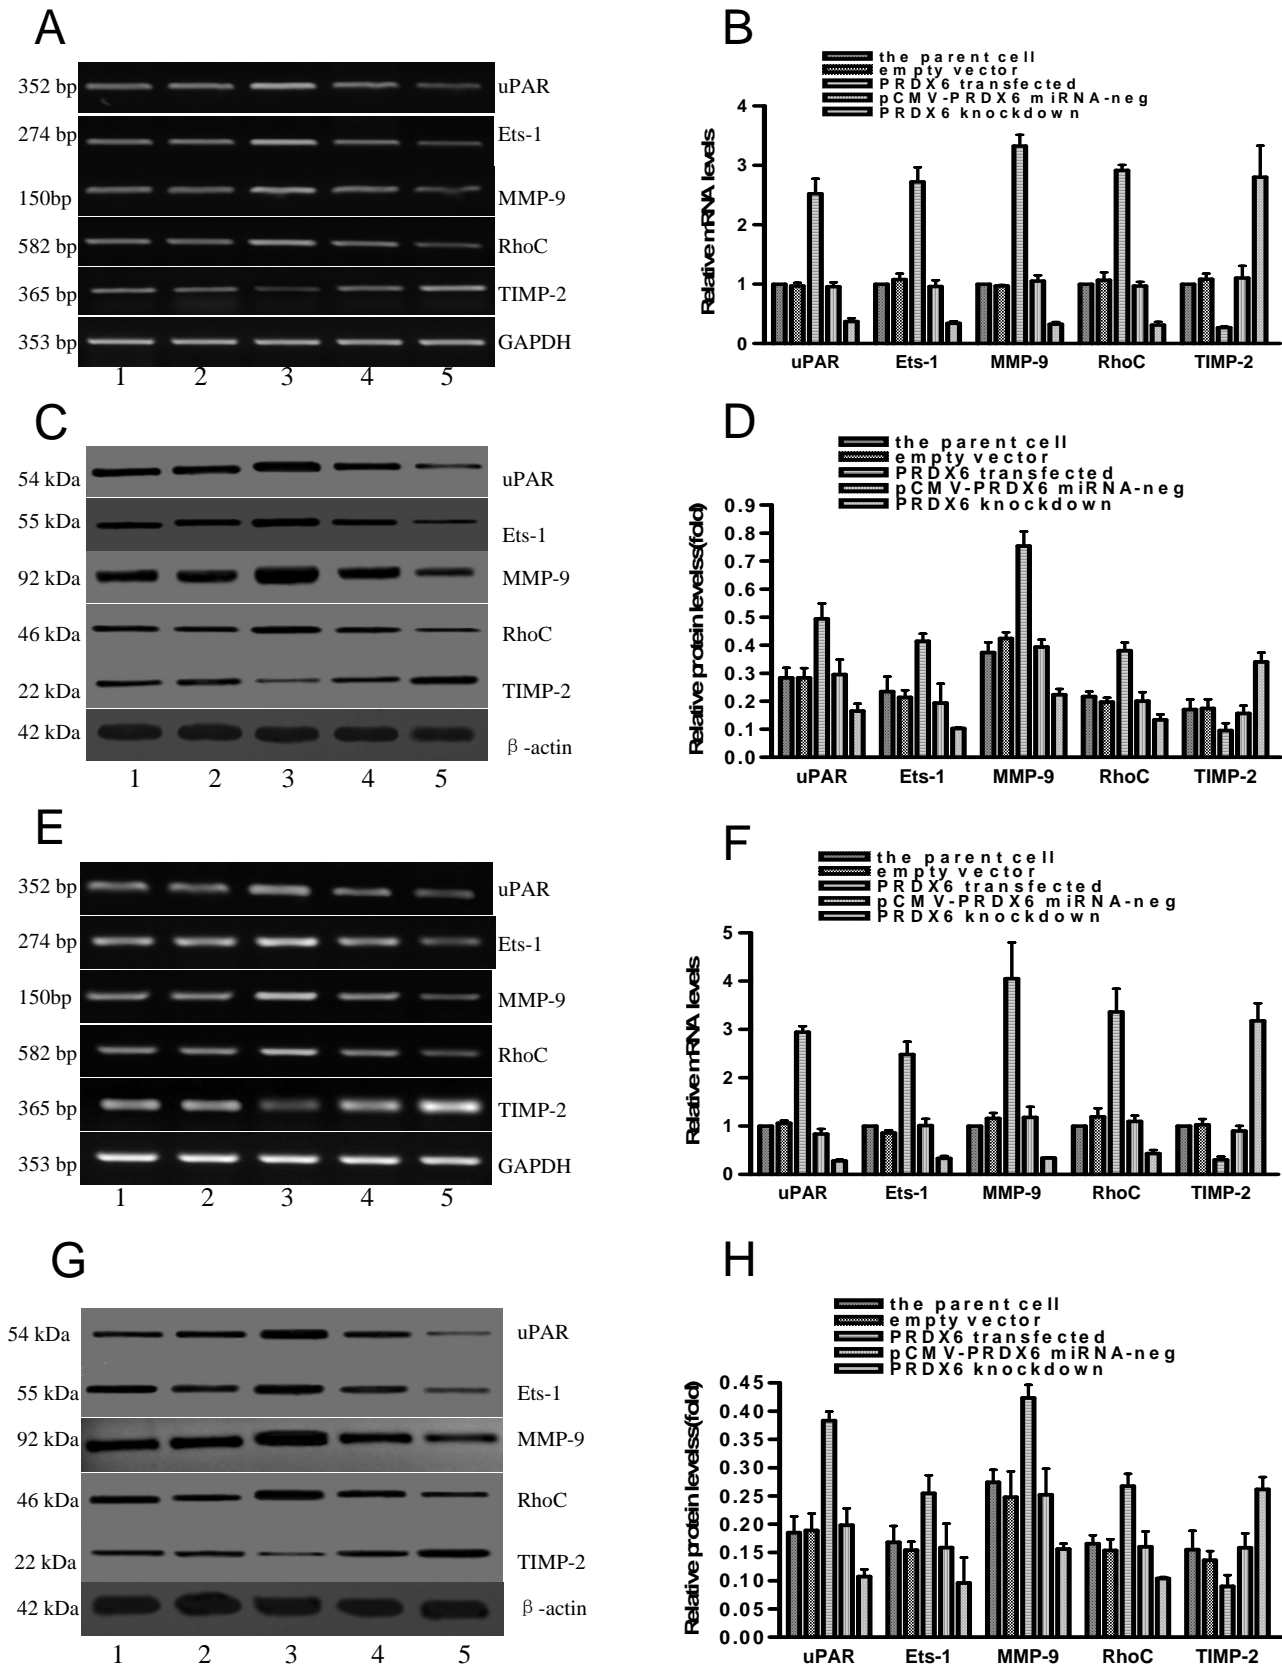 A
352 bp uPAR
274 bp Ets-1
150bp MMP-9
582 bp RhoC
365 bp TIMP-2
353 bp GAPDH
1 2 3 4 5
B
the parent cell
empty vector
PRDX6 transfected
pCMV-PRDX6 miRNA-neg
PRDX6 knockdown
Relative mRNA levels
4
3
2
1
0
uPAR Ets-1 MMP-9 RhoC TIMP-2
C
54 kDa uPAR
55 kDa Ets-1
92 kDa MMP-9
46 kDa RhoC
22 kDa TIMP-2
42 kDa β-actin
1 2 3 4 5
D
the parent cell
empty vector
PRDX6 transfected
pCMV-PRDX6 miRNA-neg
PRDX6 knockdown
Relative protein levelss(fold)
0.9
0.8
0.7
0.6
0.5
0.4
0.3
0.2
0.1
0.0
uPAR Ets-1 MMP-9 RhoC TIMP-2
E
352 bp uPAR
274 bp Ets-1
150bp MMP-9
582 bp RhoC
365 bp TIMP-2
353 bp GAPDH
1 2 3 4 5
F
the parent cell
empty vector
PRDX6 transfected
pCMV-PRDX6 miRNA-neg
PRDX6 knockdown
Relative mRNA levels
5
4
3
2
1
0
uPAR Ets-1 MMP-9 RhoC TIMP-2
G
54 kDa uPAR
55 kDa Ets-1
92 kDa MMP-9
46 kDa RhoC
22 kDa TIMP-2
42 kDa β-actin
1 2 3 4 5
H
the parent cell
empty vector
PRDX6 transfected
pCMV-PRDX6 miRNA-neg
PRDX6 knockdown
Relative protein levelss(fold)
0.45
0.40
0.35
0.30
0.25
0.20
0.15
0.10
0.05
0.00
uPAR Ets-1 MMP-9 RhoC TIMP-2